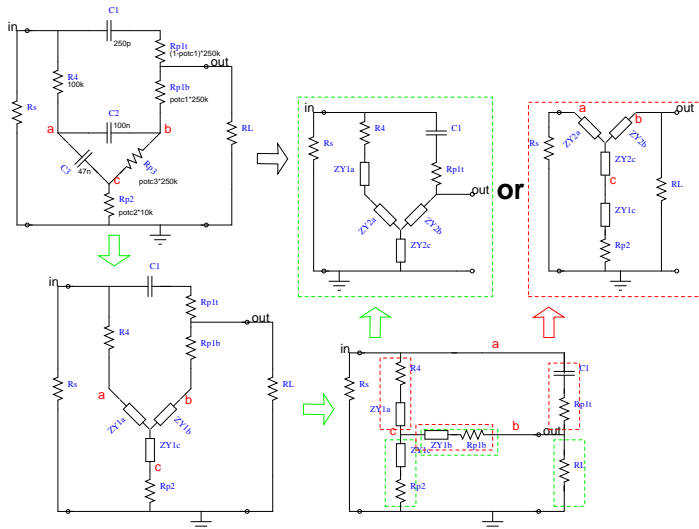 C1
in
250p
Rp1t
(1-potc1)*250k
out
R4
100k
Rp1b
potc1*250k
Rs
C2
100n
a
b
RL
C3
47n
Rp3
c
potc3*250k
Rp2
potc2*10k
in
Rs
R4
C1
ZY1a
Rp1t
out
ZY2a
ZY2b
ZY2c
or
out
a
b
Rs
ZY2a
ZY2b
ZY2c
c
RL
ZY1c
Rp2
C1
in
Rp1t
out
R4
Rp1b
Rs
RL
a
b
ZY1a
ZY1b
ZY1c
c
Rp2
in
a
C1
R4
Rs
ZY1a
Rp1t
c
b
out
ZY1b
Rp1b
ZY1c
RL
Rp2